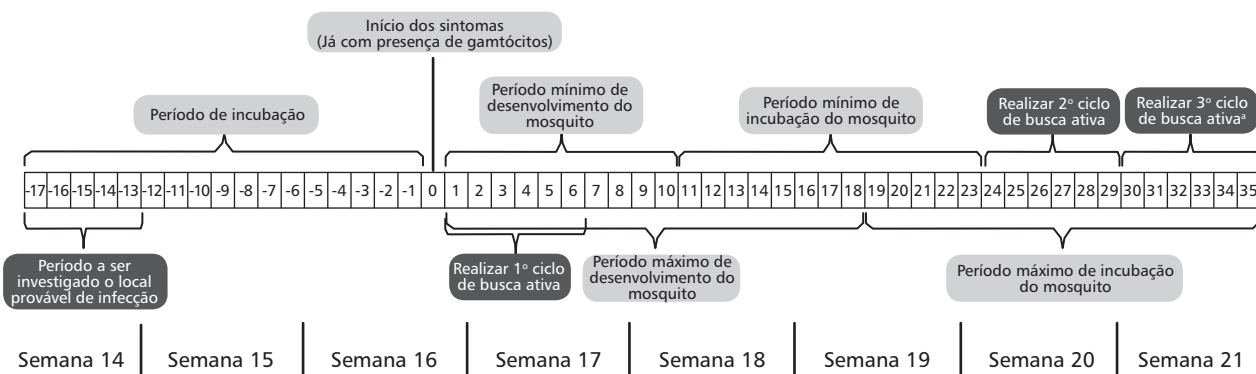 Início dos sintomas
(Já com presença de gamtócitos)
Período de incubação
Período mínimo de
desenvolvimento do
mosquito
Período mínimo de
incubação do mosquito
Realizar 2º ciclo
de busca ativa
Realizar 3º ciclo
de busca ativaª
-17 -16 -15 -14 -13 -12 -11 -10 -9 -8 -7 -6 -5 -4 -3 -2 -1 0 1 2 3 4 5 6 7 8 9 10 11 12 13 14 15 16 17 18 19 20 21 22 23 24 25 26 27 28 29 30 31 32 33 34 35
Período a ser
investigado o local
provável de infecção
Realizar 1º ciclo
de busca ativa
Período máximo de
desenvolvimento do
mosquito
Período máximo de incubação
do mosquito
Semana 14 Semana 15 Semana 16 Semana 17 Semana 18 Semana 19 Semana 20 Semana 21